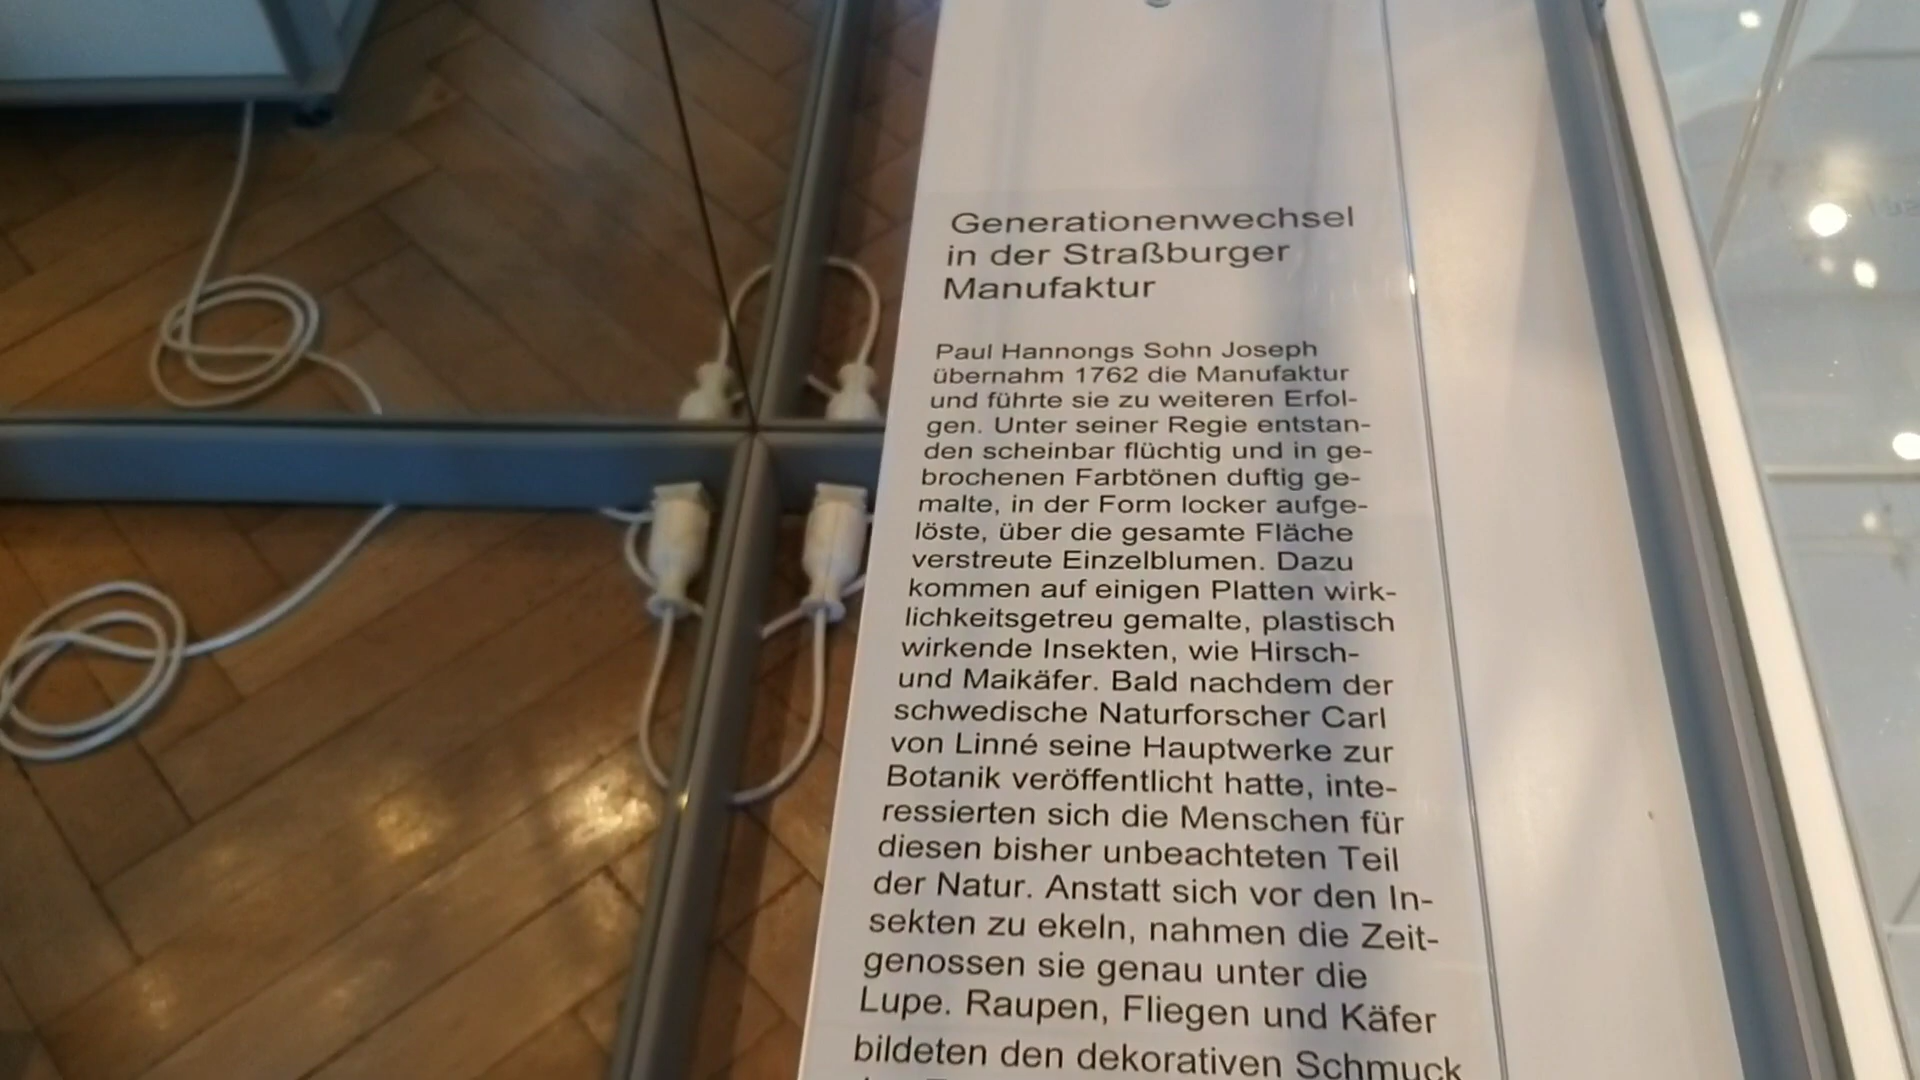 Generationenwechsel
in der Straßburger
Manufaktur
Paul Hannongs Sohn Joseph
übernahm 1762 die Manufaktur
und führte sie zu weiteren Erfol-
gen. Unter seiner Regie entstan-
den scheinbar flüchtig und in ge-
brochenen Farbtönen duftig ge-
malte, in der Form locker aufge-
löste, über die gesamte Fläche
verstreute Einzelblumen. Dazu
kommen auf einigen Platten wirk-
lichkeitsgetreu gemalte, plastisch
wirkende Insekten, wie Hirsch-
und Maikäfer. Bald nachdem der
schwedische Naturforscher Carl
von Linné seine Hauptwerke zur
Botanik veröffentlicht hatte, inte-
ressierten sich die Menschen für
diesen bisher unbeachteten Teil
der Natur. Anstatt sich vor den In-
sekten zu ekeln, nahmen die Zeit-
genossen sie genau unter die
Lupe. Raupen, Fliegen und Käfer
bildeten den dekorativen Schmuck